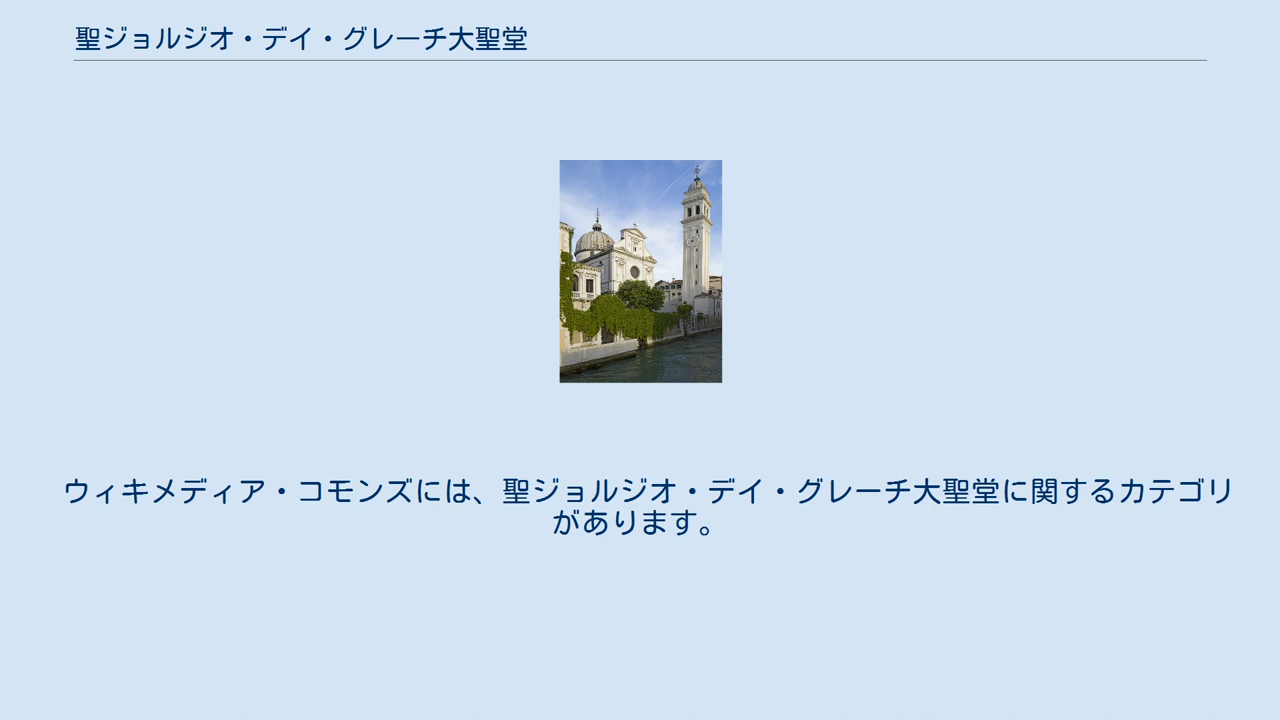 聖ジョルジオ・デイ・グレーチ大聖堂
ウィキメディア・コモンズには、聖ジョルジオ・デイ・グレーチ大聖堂に関するカテゴリ
があります。